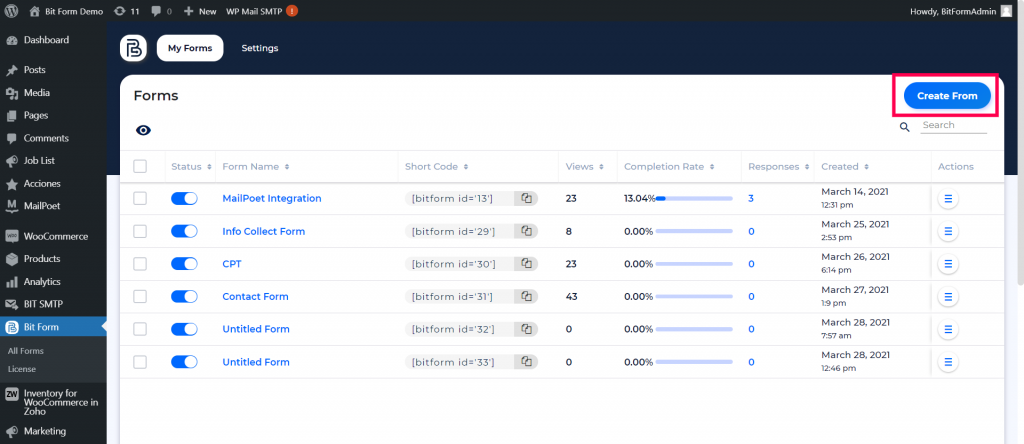 Bit Form Demo 11 0 New WP Mail SMTP ! Howdy, BitFormAdmin
Dashboard
Posts
Media
Pages
Comments
Job List
Acciones
MailPoet
WooCommerce
Products
Analytics
BIT SMTP
Bit Form
All Forms
License
Inventory for
WooCommerce in
Zoho
Marketing
My Forms Settings
Forms Create From
Search
Status Form Name Short Code Views Completion Rate Responses Created Actions
MailPoet Integration [bitform id='13'] 23 13.04% 3 March 14, 2021
12:31 pm
Info Collect Form [bitform id='29'] 8 0.00% 0 March 25, 2021
2:53 pm
CPT [bitform id='30'] 23 0.00% 0 March 26, 2021
6:14 pm
Contact Form [bitform id='31'] 43 0.00% 0 March 27, 2021
1:9 pm
Untitled Form [bitform id='32'] 0 0.00% 0 March 28, 2021
7:57 am
Untitled Form [bitform id='33'] 0 0.00% 0 March 28, 2021
12:46 pm